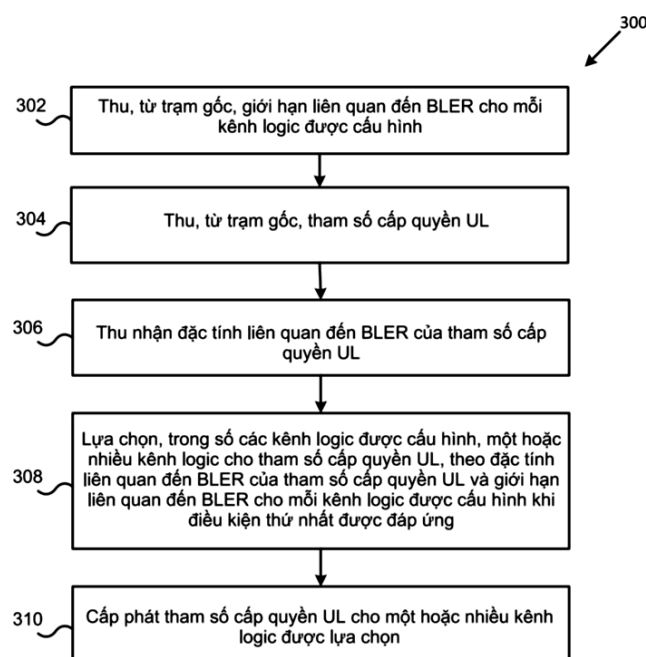 300
302
Thu, từ trạm gốc, giới hạn liên quan đến BLER cho mỗi
kênh logic được cấu hình
304
Thu, từ trạm gốc, tham số cấp quyền UL
306
Thu nhận đặc tính liên quan đến BLER của tham số cấp
quyền UL
308
Lựa chọn, trong số các kênh logic được cấu hình, một hoặc
nhiều kênh logic cho tham số cấp quyền UL, theo đặc tính
liên quan đến BLER của tham số cấp quyền UL và giới hạn
liên quan đến BLER cho mỗi kênh logic được cấu hình khi
điều kiện thứ nhất được đáp ứng
310
Cấp phát tham số cấp quyền UL cho một hoặc nhiều kênh
logic được lựa chọn